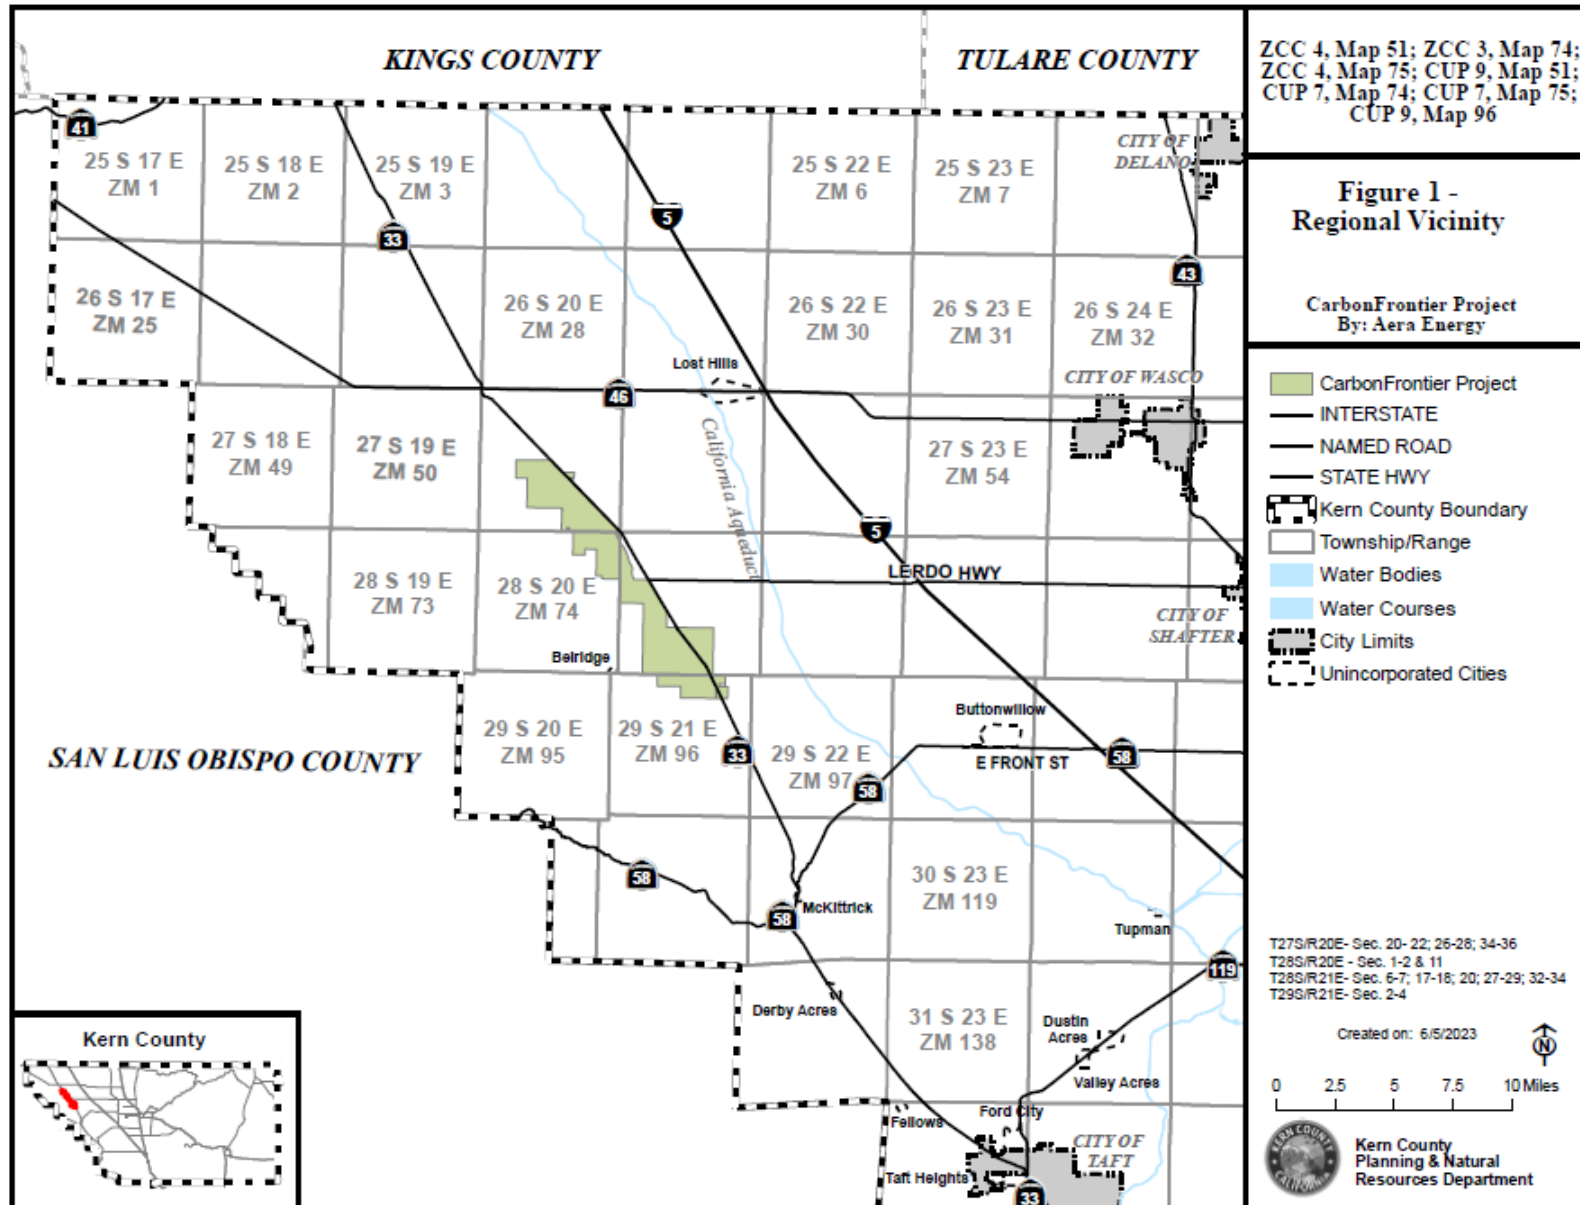 KINGS COUNTY
TULARE COUNTY
41
25 S 17 E
ZM 1
25 S 18 E
ZM 2
25 S 19 E
ZM 3
25 S 22 E
ZM 6
25 S 23 E
ZM 7
CITY OF
DELANO
5
33
43
26 S 17 E
ZM 25
26 S 20 E
ZM 28
26 S 22 E
ZM 30
26 S 23 E
ZM 31
26 S 24 E
ZM 32
Lost Hills
46
CITY OF WASCO
27 S 18 E
ZM 49
27 S 19 E
ZM 50
California Aqueduct
27 S 23 E
ZM 54
5
28 S 19 E
ZM 73
28 S 20 E
ZM 74
LERDO HWY
CITY OF
SHAFTER
Belridge
SAN LUIS OBISPO COUNTY
29 S 20 E
ZM 95
29 S 21 E
ZM 96
33
29 S 22 E
ZM 97
58
Buttonwillow
E FRONT ST
58
58
58
McKittrick
30 S 23 E
ZM 119
Tupman
119
Derby Acres
31 S 23 E
ZM 138
Dustin
Acres
Valley Acres
Fellows
Ford City
CITY OF
TAFT
Taft Heights
33
Kern County
ZCC 4, Map 51; ZCC 3, Map 74;
ZCC 4, Map 75; CUP 9, Map 51;
CUP 7, Map 74; CUP 7, Map 75;
CUP 9, Map 96
Figure 1 -
Regional Vicinity
CarbonFrontier Project
By: Aera Energy
CarbonFrontier Project
INTERSTATE
NAMED ROAD
STATE HWY
Kern County Boundary
Township/Range
Water Bodies
Water Courses
City Limits
Unincorporated Cities
T27S/R20E- Sec. 20- 22; 26-28; 34-36
T28S/R20E - Sec. 1-2 & 11
T28S/R21E- Sec. 6-7; 17-18; 20; 27-29; 32-34
T29S/R21E- Sec. 2-4
Created on: 6/5/2023
N
0 2.5 5 7.5 10 Miles
KERN COUNTY
CALIFORNIA
Kern County
Planning & Natural
Resources Department